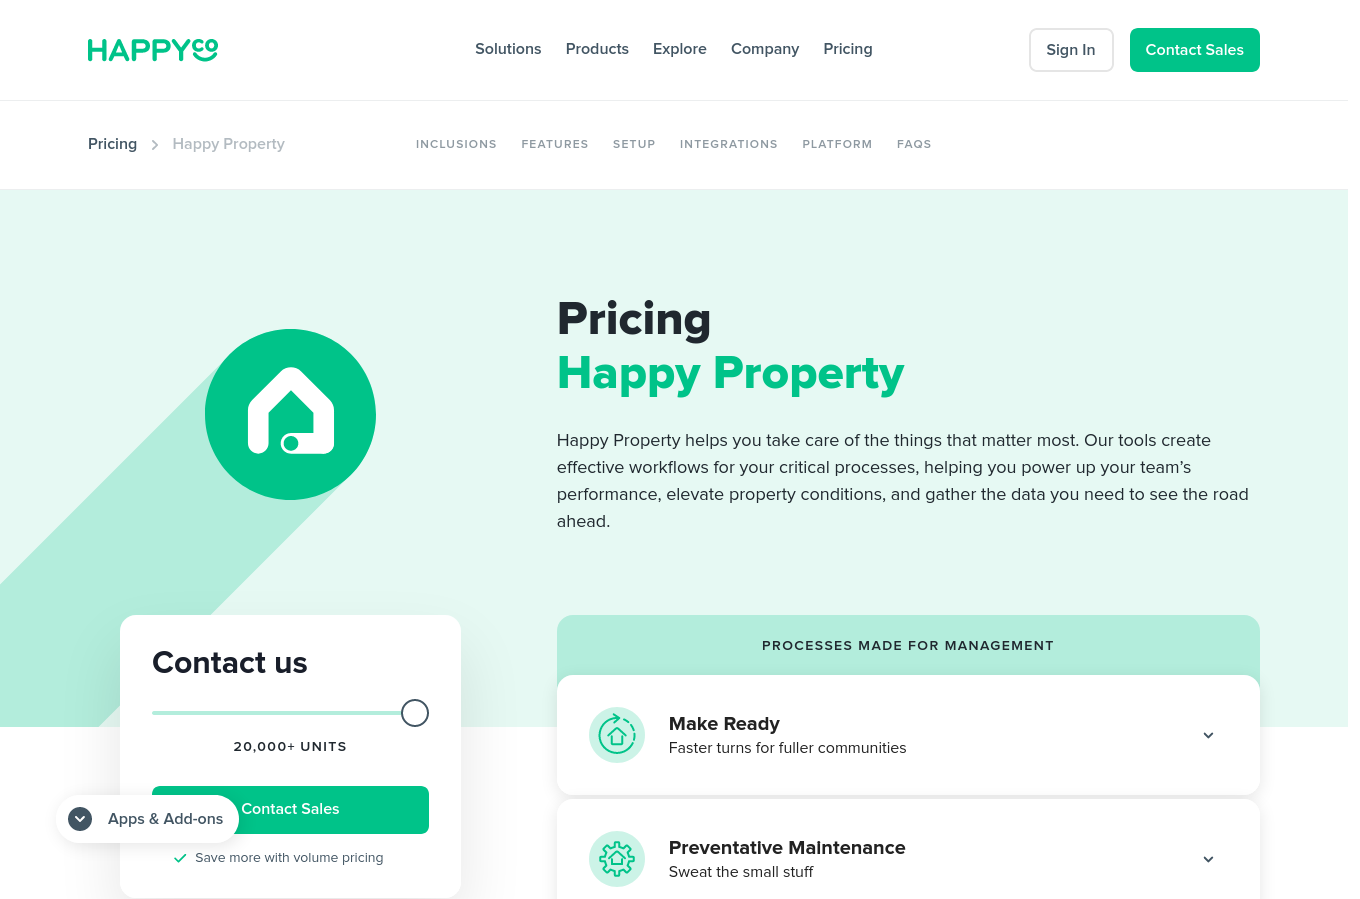 HAPPYCO
Solutions
Products
Explore
Company
Pricing
Sign In
Contact Sales
Pricing
Happy Property
INCLUSIONS
FEATURES
SETUP
INTEGRATIONS
PLATFORM
FAQS
Pricing
Happy Property
Happy Property helps you take care of the things that matter most. Our tools create
effective workflows for your critical processes, helping you power up your team’s
performance, elevate property conditions, and gather the data you need to see the road
ahead.
Contact us
20,000+ UNITS
Contact Sales
Apps & Add-ons
Save more with volume pricing
PROCESSES MADE FOR MANAGEMENT
Make Ready
Faster turns for fuller communities
Preventative Maintenance
Sweat the small stuff